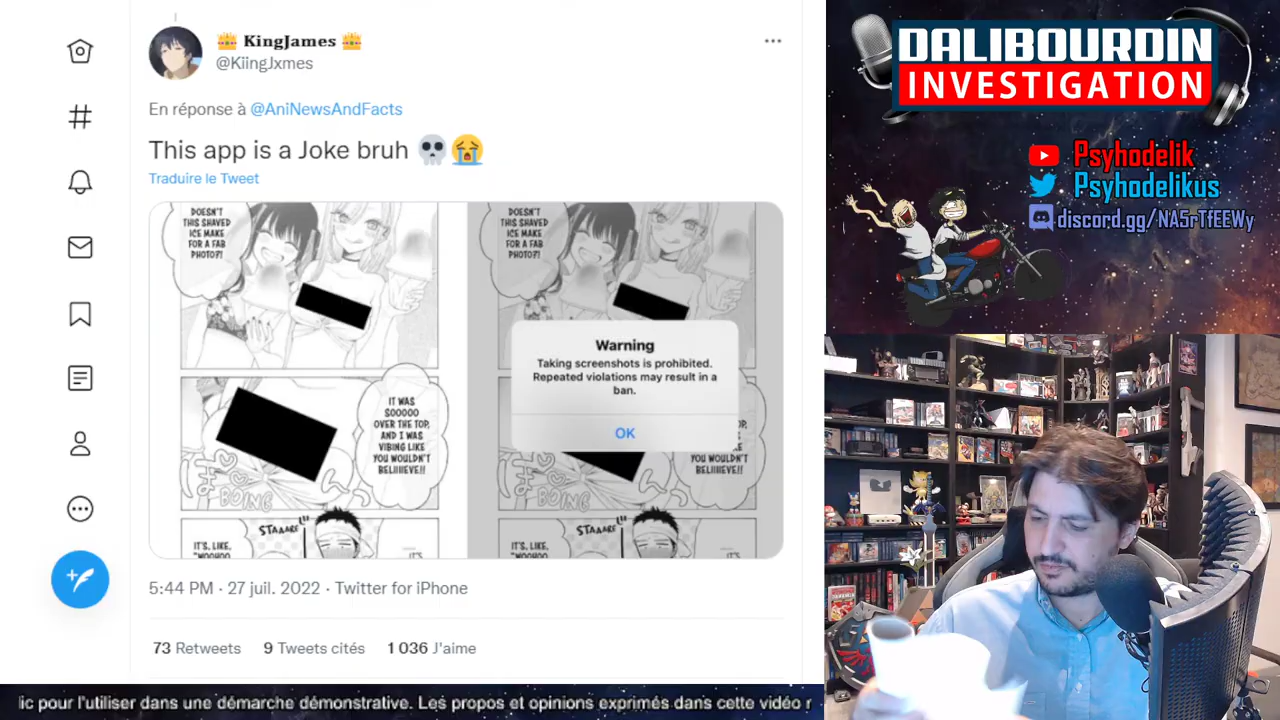 👑 KingJames 👑
@KiingJxmes
En réponse à @AniNewsAndFacts
This app is a Joke bruh 💀😭
Traduire le Tweet
DOESN'T
THIS SHAVED
ICE MAKE
FOR A FAB
PHOTO?!
IT WAS
SOOOOO
OVER THE TOP,
AND I WAS
VIBING LIKE
YOU WOULDN'T
BELIIIEVE!!
BOING
STAAARE
IT'S, LIKE,
"WOOHOO
IT'S
DOESN'T
THIS SHAVED
ICE MAKE
FOR A FAB
PHOTO?!
Warning
Taking screenshots is prohibited.
Repeated violations may result in a
ban.
OK
YOU WOULDN'T
BELIIIEVE!!
BOING
STAAARE
IT'S, LIKE,
"WOOHOO
IT'S
5:44 PM · 27 juil. 2022 · Twitter for iPhone
73 Retweets 9 Tweets cités 1 036 J'aime
lic pour l'utiliser dans une démarche démonstrative. Les propos et opinions exprimés dans cette vidéo
DALIBOURDIN
INVESTIGATION
Psyhodelik
Psyhodelikus
discord.gg/NA5rTfEEWy